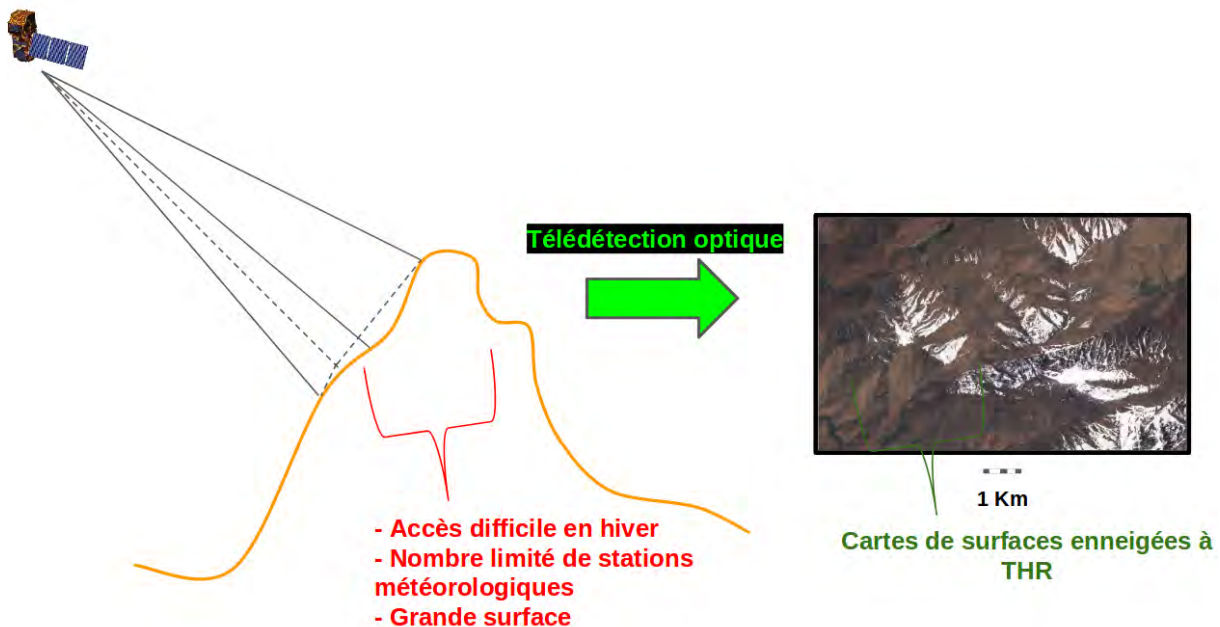 Télédétection optique
- Accès difficile en hiver
- Nombre limité de stations
météorologiques
- Grande surface
1 Km
Cartes de surfaces enneigées à
THR